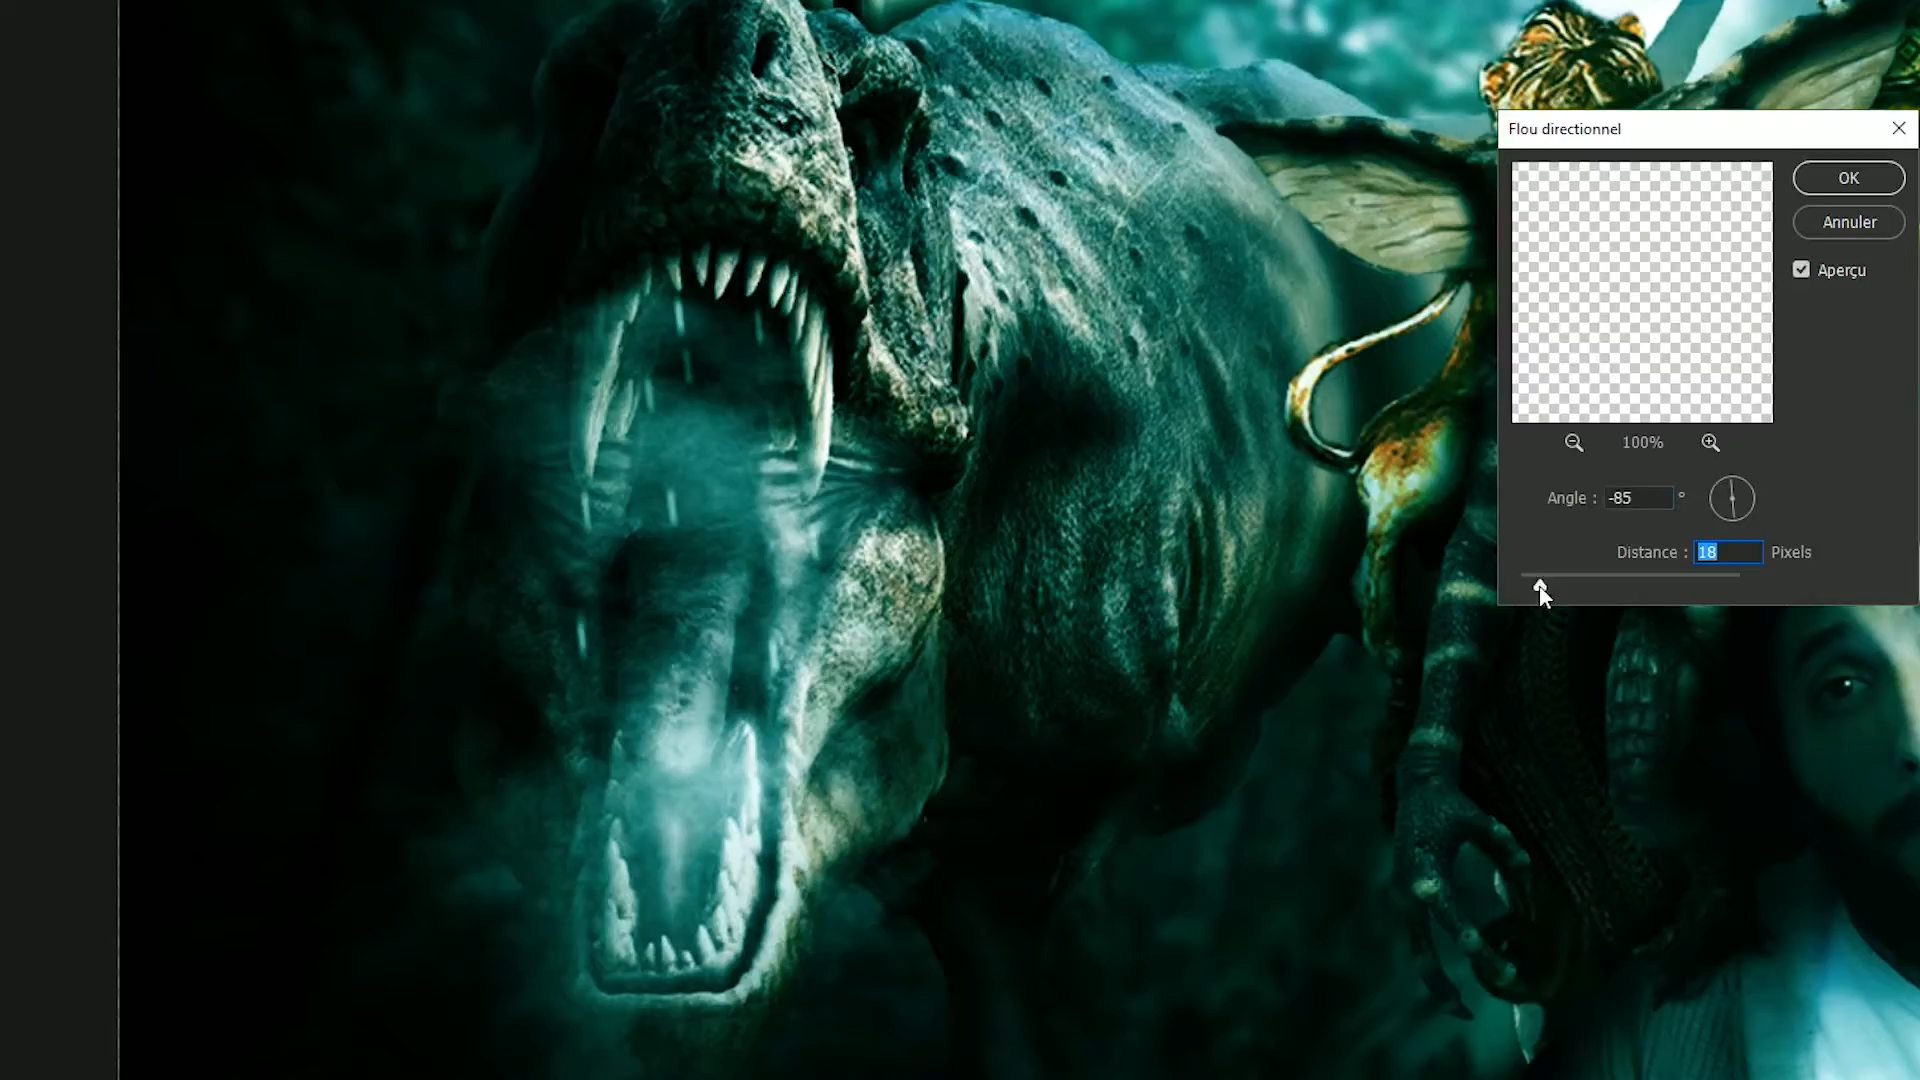 Flou directionnel
OK
Annuler
Aperçu
100%
Angle : -85 °
Distance : 18 Pixels